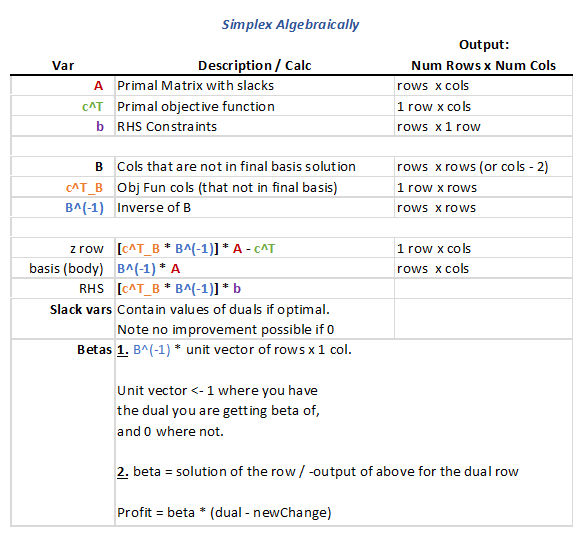 Simplex Algebraically
Output:
Var Description / Calc Num Rows x Num Cols
A Primal Matrix with slacks rows x cols
c^T Primal objective function 1 row x cols
b RHS Constraints rows x 1 row
B Cols that are not in final basis solution rows x rows (or cols - 2)
c^T_B Obj Fun cols (that not in final basis) 1 row x rows
B^(-1) Inverse of B rows x rows
z row [c^T_B * B^(-1)] * A - c^T 1 row x cols
basis (body) B^(-1) * A rows x cols
RHS [c^T_B * B^(-1)] * b
Slack vars Contain values of duals if optimal.
Note no improvement possible if 0
Betas 1. B^(-1) * unit vector of rows x 1 col.
Unit vector <- 1 where you have
the dual you are getting beta of,
and 0 where not.
2. beta = solution of the row / -output of above for the dual row
Profit = beta * (dual - newChange)